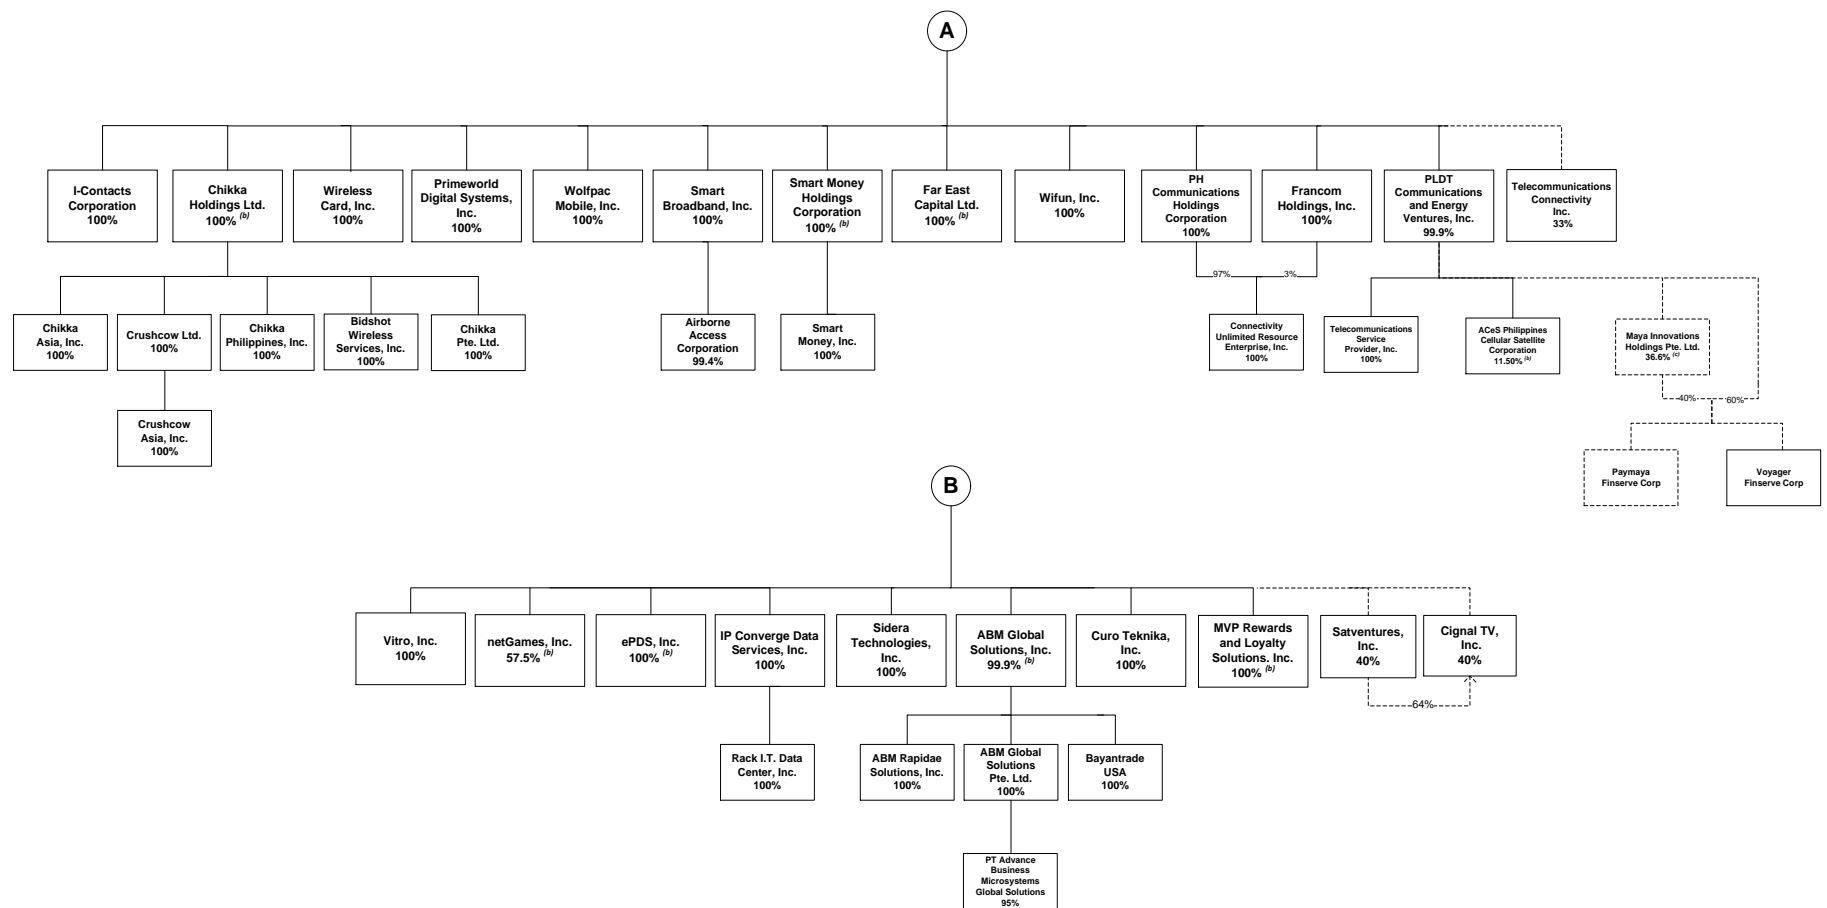 A
I-Contacts
Corporation
100%
Chikka
Holdings Ltd.
100% (b)
Wireless
Card, Inc.
100%
Primeworld
Digital Systems,
Inc.
100%
Wolfpac
Mobile, Inc.
100%
Smart
Broadband, Inc.
100%
Smart Money
Holdings
Corporation
100% (b)
Far East
Capital Ltd.
100% (b)
Wifun, Inc.
100%
PH
Communications
Holdings
Corporation
100%
Francom
Holdings, Inc.
100%
PLDT
Communications
and Energy
Ventures, Inc.
99.9%
Telecommunications
Connectivity
Inc.
33%
97%
3%
Chikka
Asia, Inc.
100%
Crushcow Ltd.
100%
Chikka
Philippines, Inc.
100%
Bidshot
Wireless
Services, Inc.
100%
Chikka
Pte. Ltd.
100%
Airborne
Access
Corporation
99.4%
Smart
Money, Inc.
100%
Connectivity
Unlimited Resource
Enterprise, Inc.
100%
Telecommunications
Service
Provider, Inc.
100%
ACeS Philippines
Cellular Satellite
Corporation
11.50% (b)
Maya Innovations
Holdings Pte. Ltd.
36.6% (c)
40%
60%
Crushcow
Asia, Inc.
100%
Paymaya
Finserve Corp
Voyager
Finserve Corp
B
Vitro, Inc.
100%
netGames, Inc.
57.5% (b)
ePDS, Inc.
100% (b)
IP Converge Data
Services, Inc.
100%
Sidera
Technologies,
Inc.
100%
ABM Global
Solutions, Inc.
99.9% (b)
Curo Teknika,
Inc.
100%
MVP Rewards
and Loyalty
Solutions. Inc.
100% (b)
Satventures,
Inc.
40%
Cignal TV,
Inc.
40%
64%
Rack I.T. Data
Center, Inc.
100%
ABM Rapidae
Solutions, Inc.
100%
ABM Global
Solutions
Pte. Ltd.
100%
Bayantrade
USA
100%
PT Advance
Business
Microsystems
Global Solutions
95%